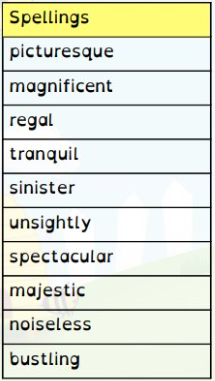 Spellings
picturesque
magnificent
regal
tranquil
sinister
unsightly
spectacular
majestic
noiseless
bustling